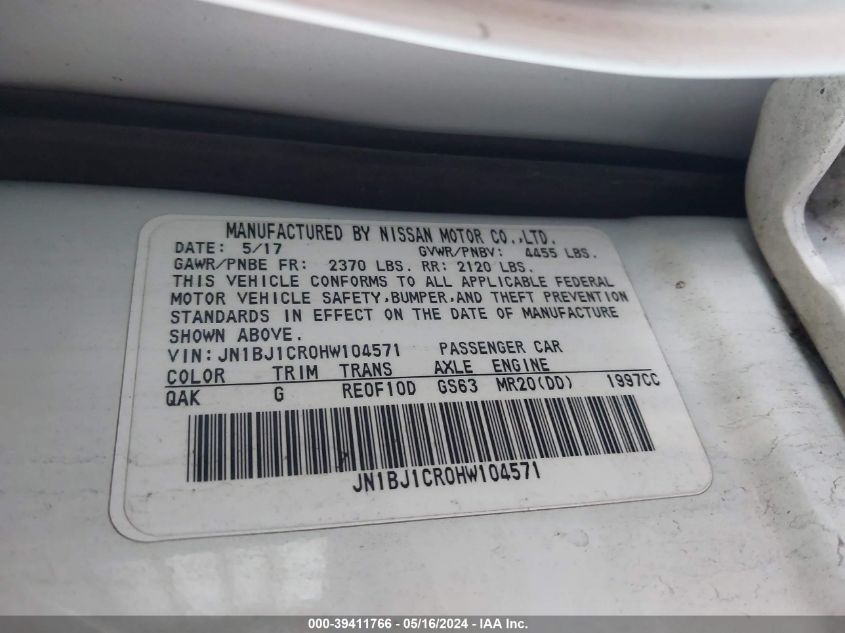 MANUFACTURED BY NISSAN MOTOR CO.,LTD.
DATE: 5/17 GVWR/PNBV: 4455 LBS.
GAWR/PNBE FR: 2370 LBS. RR: 2120 LBS.
THIS VEHICLE CONFORMS TO ALL APPLICABLE FEDERAL
MOTOR VEHICLE SAFETY,BUMPER,AND THEFT PREVENTION
STANDARDS IN EFFECT ON THE DATE OF MANUFACTURE
SHOWN ABOVE.
VIN:JN1BJ1CR0HW104571 PASSENGER CAR
COLOR TRIM TRANS AXLE ENGINE
QAK G RE0F10D GS63 MR20(DD) 1997CC
JN1BJ1CR0HW104571
000-39411766 - 05/16/2024 - IAA Inc.